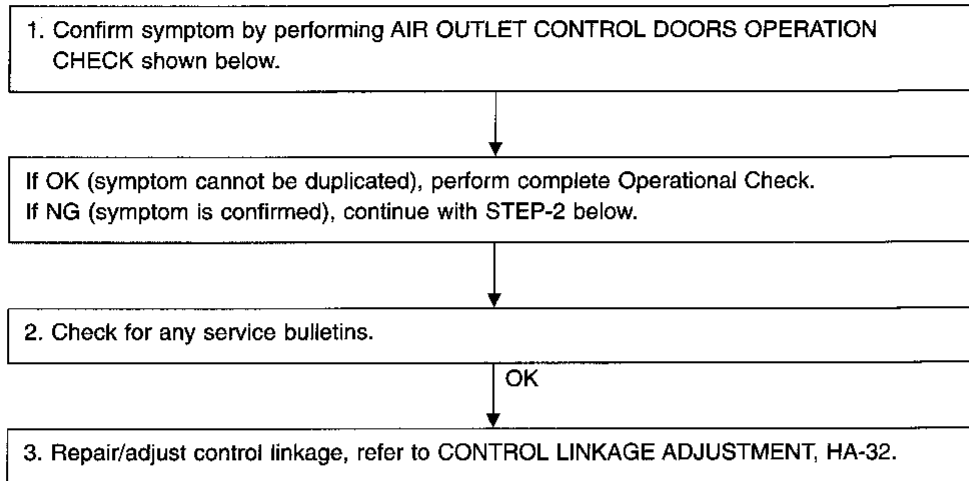 1. Confirm symptom by performing AIR OUTLET CONTROL DOORS OPERATION
CHECK shown below.
If OK (symptom cannot be duplicated), perform complete Operational Check.
If NG (symptom is confirmed), continue with STEP-2 below.
2. Check for any service bulletins.
OK
3. Repair/adjust control linkage, refer to CONTROL LINKAGE ADJUSTMENT, HA-32.